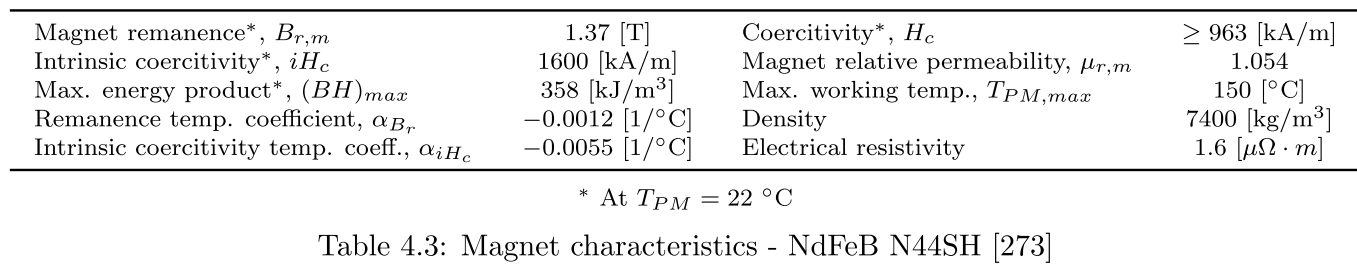 Magnet remanence*, B_{r,m} 1.37 [T] Coercitivity*, H_c ≥ 963 [kA/m]
Intrinsic coercitivity*, iH_c 1600 [kA/m] Magnet relative permeability, μ_{r,m} 1.054
Max. energy product*, (BH)_{max} 358 [kJ/m³] Max. working temp., T_{PM,max} 150 [°C]
Remanence temp. coefficient, α_{B_r} −0.0012 [1/°C] Density 7400 [kg/m³]
Intrinsic coercitivity temp. coeff., α_{iH_c} −0.0055 [1/°C] Electrical resistivity 1.6 [μΩ · m]
* At T_{PM} = 22 °C
Table 4.3: Magnet characteristics - NdFeB N44SH [273]